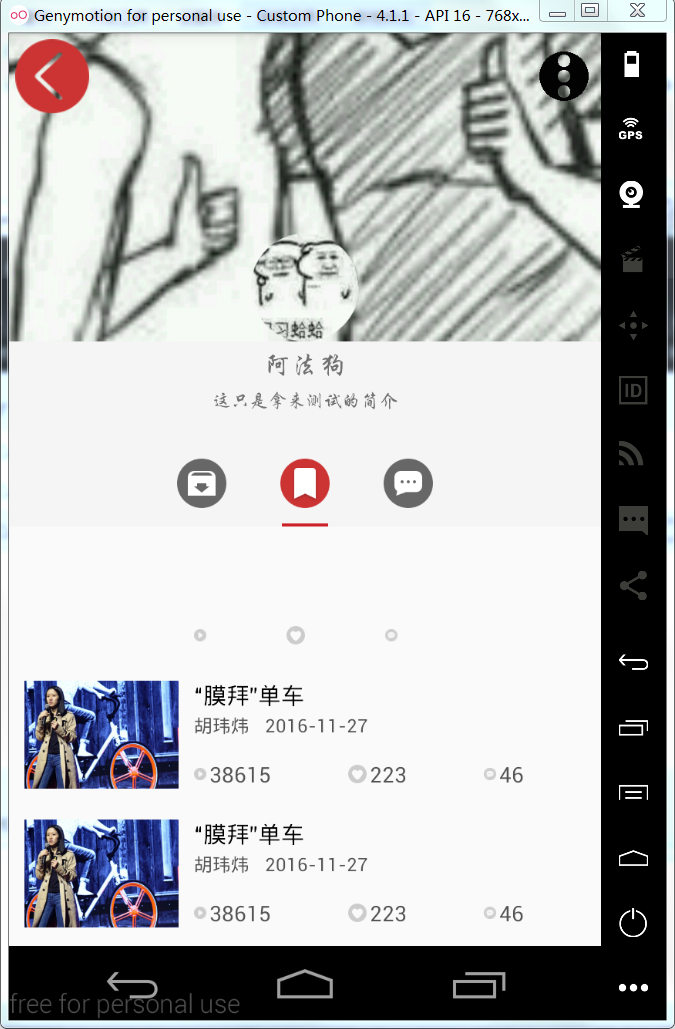 Genymotion for personal use - Custom Phone - 4.1.1 - API 16 - 768x...
GPS
习蛤蛤
阿法狗
这只是拿来测试的简介
ID
“膜拜”单车
胡玮炜 2016-11-27
38615 223 46
“膜拜”单车
胡玮炜 2016-11-27
38615 223 46
free for personal use